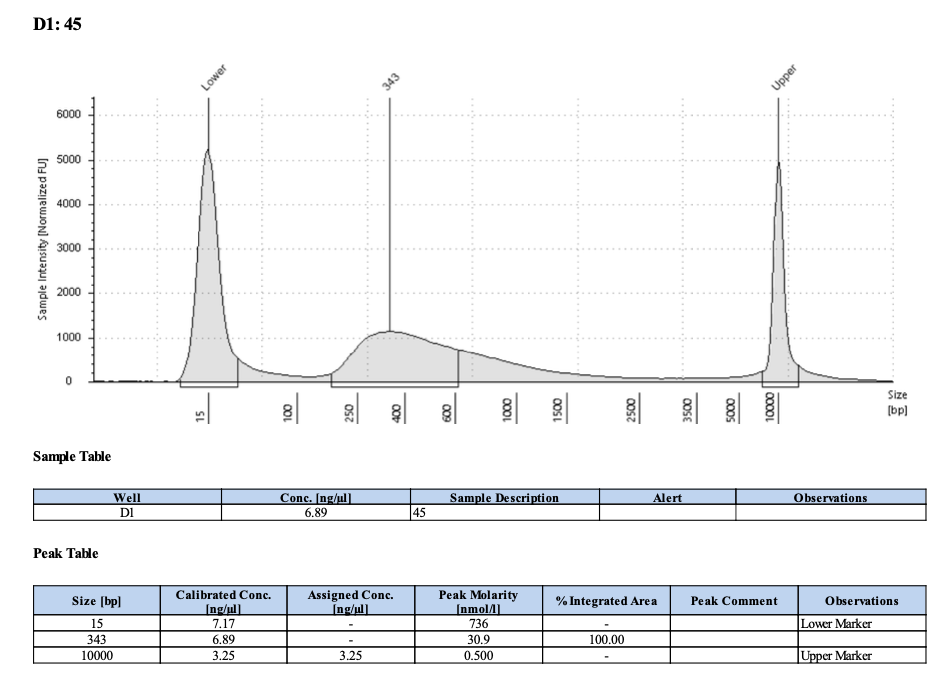 D1: 45
Lower
343
Upper
Sample Intensity [Normalized FU]
6000
5000
4000
3000
2000
1000
0
15
100
250
400
600
1000
1500
2500
3500
5000
10000
Size
[bp]
Sample Table
Well Conc. [ng/µl] Sample Description Alert Observations
D1 6.89 45
Peak Table
Size [bp] Calibrated Conc. [ng/µl] Assigned Conc. [ng/µl] Peak Molarity [nmol/l] % Integrated Area Peak Comment Observations
15 7.17 - 736 - Lower Marker
343 6.89 - 30.9 100.00
10000 3.25 3.25 0.500 - Upper Marker